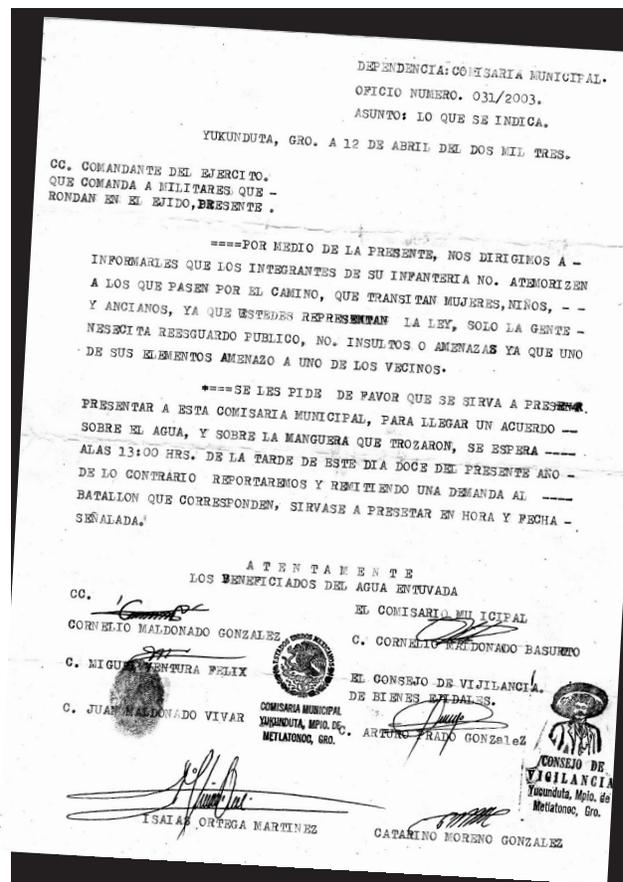 DEPENDENCIA: COMISARIA MUNICIPAL.
OFICIO NUMERO. 031/2003.
ASUNTO: LO QUE SE INDICA.
YUKUNDUTA, GRO. A 12 DE ABRIL DEL DOS MIL TRES.
CC. COMANDANTE DEL EJERCITO.
QUE COMANDA A MILITARES QUE -
RONDAN EN EL EJIDO, PRESENTE .
====POR MEDIO DE LA PRESENTE, NOS DIRIGIMOS A -
INFORMARLES QUE LOS INTEGRANTES DE SU INFANTERIA NO. ATEMORIZEN
A LOS QUE PASEN POR EL CAMINO, QUE TRANSITAN MUJERES, NIÑOS, - -
Y ANCIANOS, YA QUE USTEDES REPRESENTAN LA LEY, SOLO LA GENTE -
NESECITA REESGUARDO PUBLICO, NO. INSULTOS O AMENAZAS YA QUE UNO
DE SUS ELEMENTOS AMENAZO A UNO DE LOS VECINOS.
====SE LES PIDE DE FAVOR QUE SE SIRVA A
PRESENTAR A ESTA COMISARIA MUNICIPAL, PARA LLEGAR UN ACUERDO --
SOBRE EL AGUA, Y SOBRE LA MANGUERA QUE TROZARON, SE ESPERA ----
ALAS 13:00 HRS. DE LA TARDE DE ESTE DIA DOCE DEL PRESENTE AÑO -
DE LO CONTRARIO REPORTAREMOS Y REMITIENDO UNA DEMANDA AL ----
BATALLON QUE CORRESPONDEN, SIRVASE A PRESETAR EN HORA Y FECHA -
SEÑALADA.
A T E N T A M E N T E
LOS BENEFICIADOS DEL AGUA ENTUVADA
CC.
CORNELIO MALDONADO GONZALEZ
C. MIGUEL VENTURA FELIX
C. JUAN MALDONADO VIVAR
ESTADOS UNIDOS MEXICANOS
COMISARIA MUNICIPAL
YUKUNDUTA, MPIO. DE
METLATONOC, GRO.
EL COMISARIO MU ICIPAL
C. CORNELIO MALDONADO BASURTO
EL CONSEJO DE VIJILANCIA.
DE BIENES EJIDALES.
C. ARTURO PRADO GONZaleZ
CONSEJO DE
VIGILANCIA
Yucunduta, Mpio. de
Metlatonoc, Gro.
ISAIAS ORTEGA MARTINEZ
CATARINO MORENO GONZALEZ